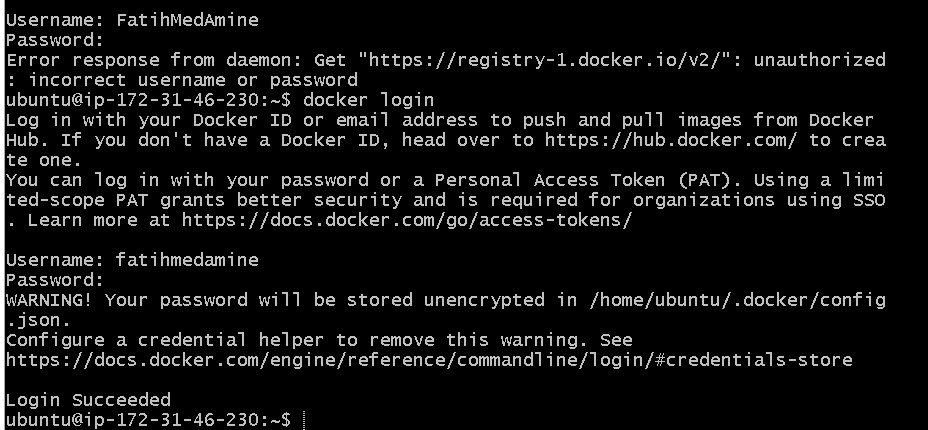 Username: FatihMedAmine
Password:
Error response from daemon: Get "https://registry-1.docker.io/v2/": unauthorized
: incorrect username or password
ubuntu@ip-172-31-46-230:~$ docker login
Log in with your Docker ID or email address to push and pull images from Docker
Hub. If you don't have a Docker ID, head over to https://hub.docker.com/ to crea
te one.
You can log in with your password or a Personal Access Token (PAT). Using a limi
ted-scope PAT grants better security and is required for organizations using SSO
. Learn more at https://docs.docker.com/go/access-tokens/

Username: fatihmedamine
Password:
WARNING! Your password will be stored unencrypted in /home/ubuntu/.docker/config
.json.
Configure a credential helper to remove this warning. See
https://docs.docker.com/engine/reference/commandline/login/#credentials-store

Login Succeeded
ubuntu@ip-172-31-46-230:~$